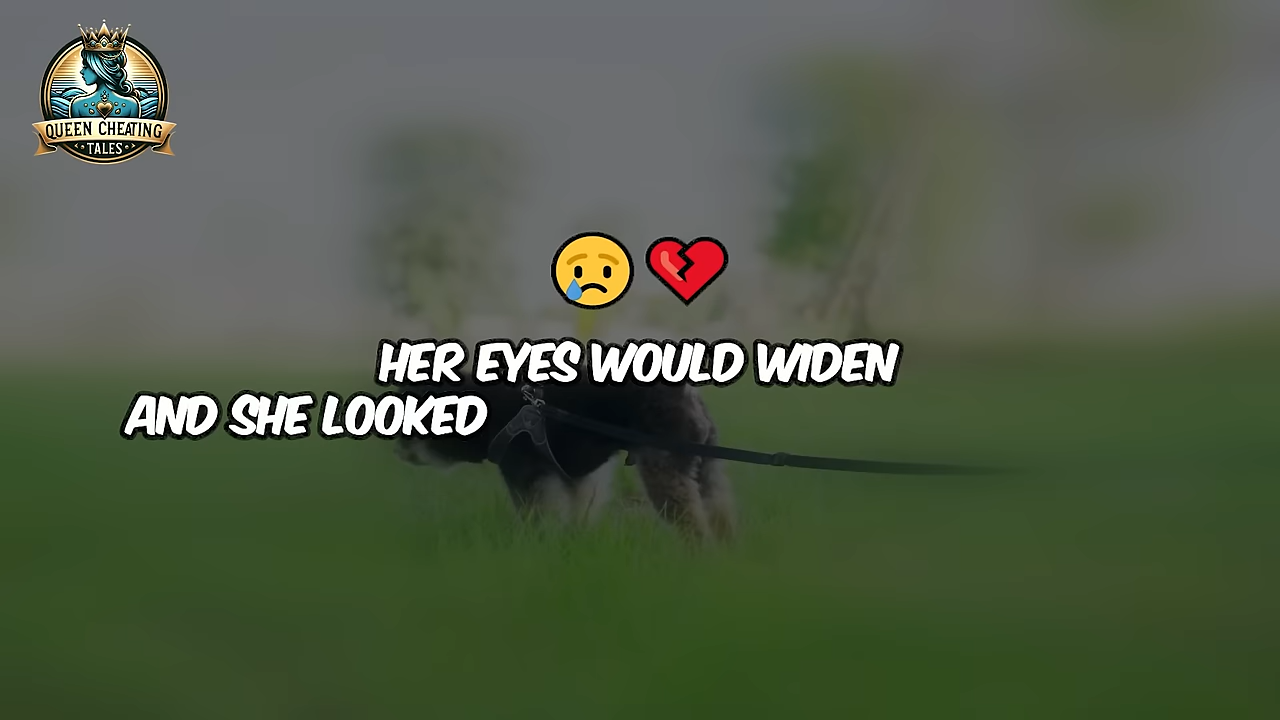 QUEEN CHEATING
TALES
HER EYES WOULD WIDEN
AND SHE LOOKED